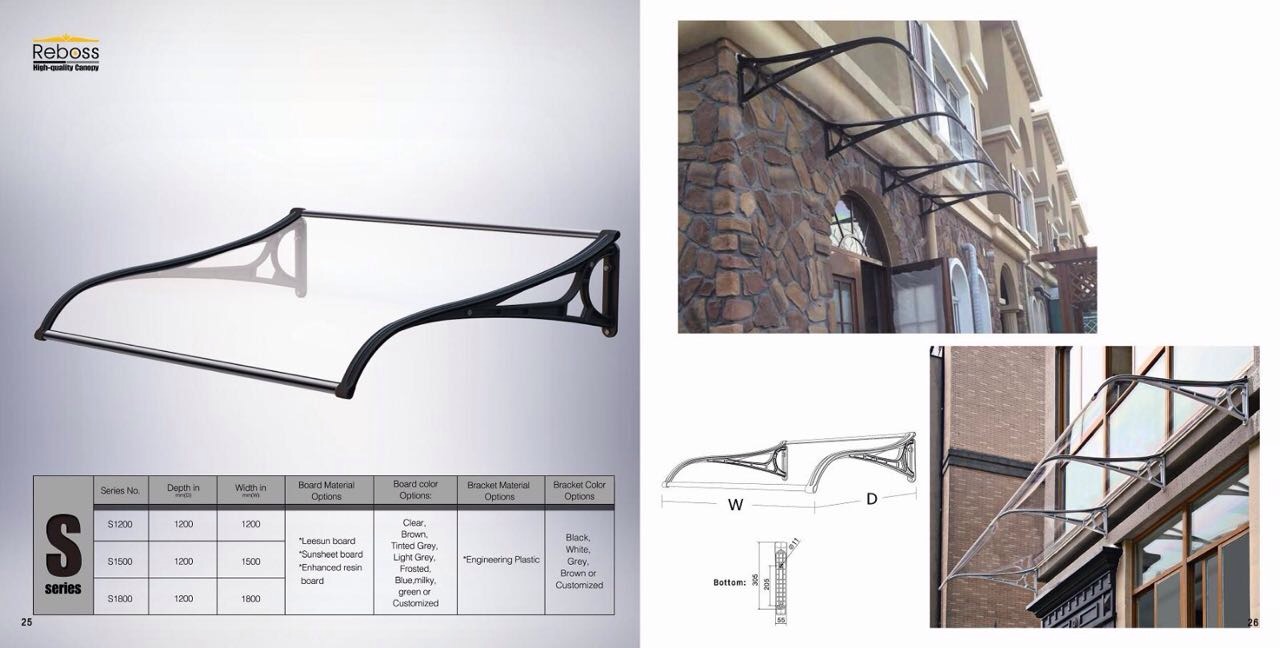 Reboss
High-quality Canopy
S
series
Series No.
Depth in
mm(D)
Width in
mm(W)
Board Material
Options
Board color
Options:
Bracket Material
Options
Bracket Color
Options
S1200
1200
1200
S1500
1200
1500
S1800
1200
1800
*Leesun board
*Sunsheet board
*Enhanced resin
board
Clear,
Brown,
Tinted Grey,
Light Grey,
Frosted,
Blue,milky,
green or
Customized
*Engineering Plastic
Black,
White,
Grey,
Brown or
Customized
25
W
D
Bottom:
305
205
ø11
55
26